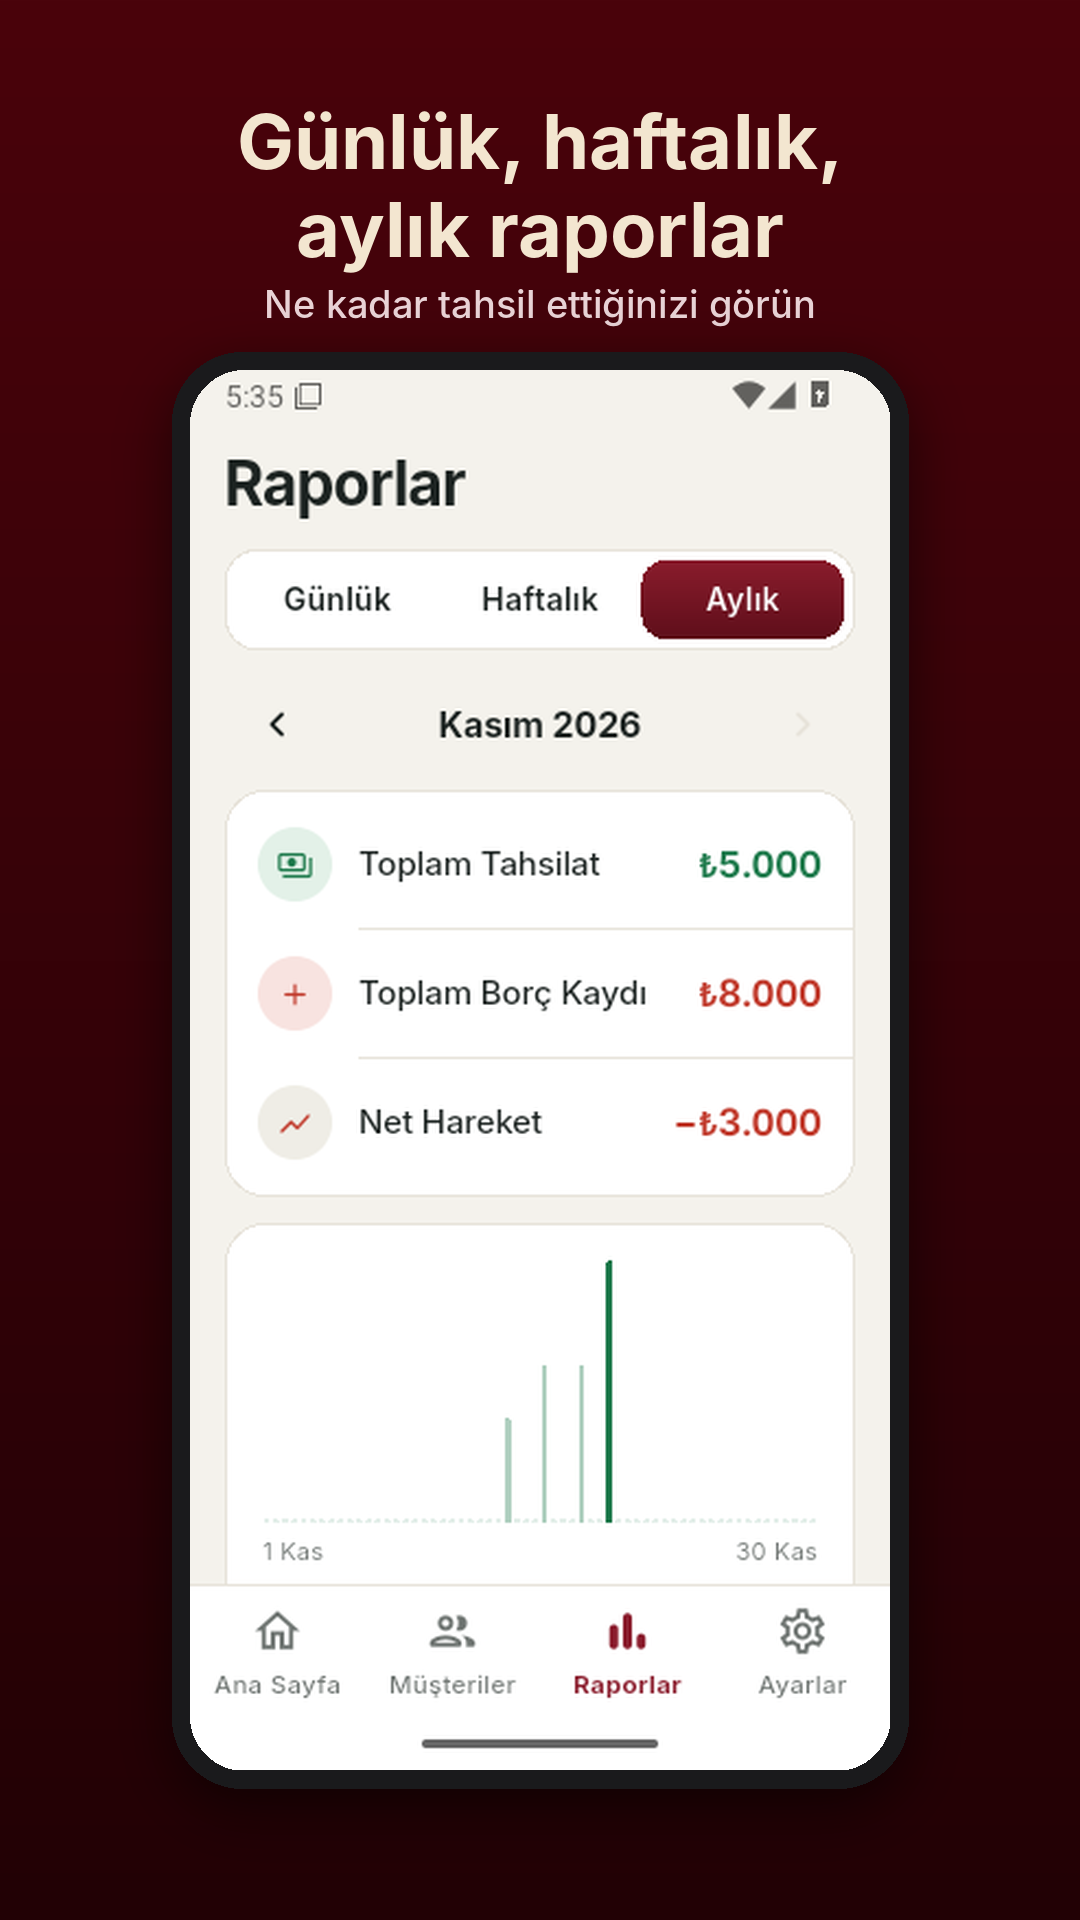 Günlük, haftalık,
aylık raporlar
Ne kadar tahsil ettiğinizi görün
5:35
Raporlar
Günlük Haftalık Aylık
Kasım 2026
Toplam Tahsilat ₺5.000
Toplam Borç Kaydı ₺8.000
Net Hareket −₺3.000
1 Kas 30 Kas
Ana Sayfa Müşteriler Raporlar Ayarlar